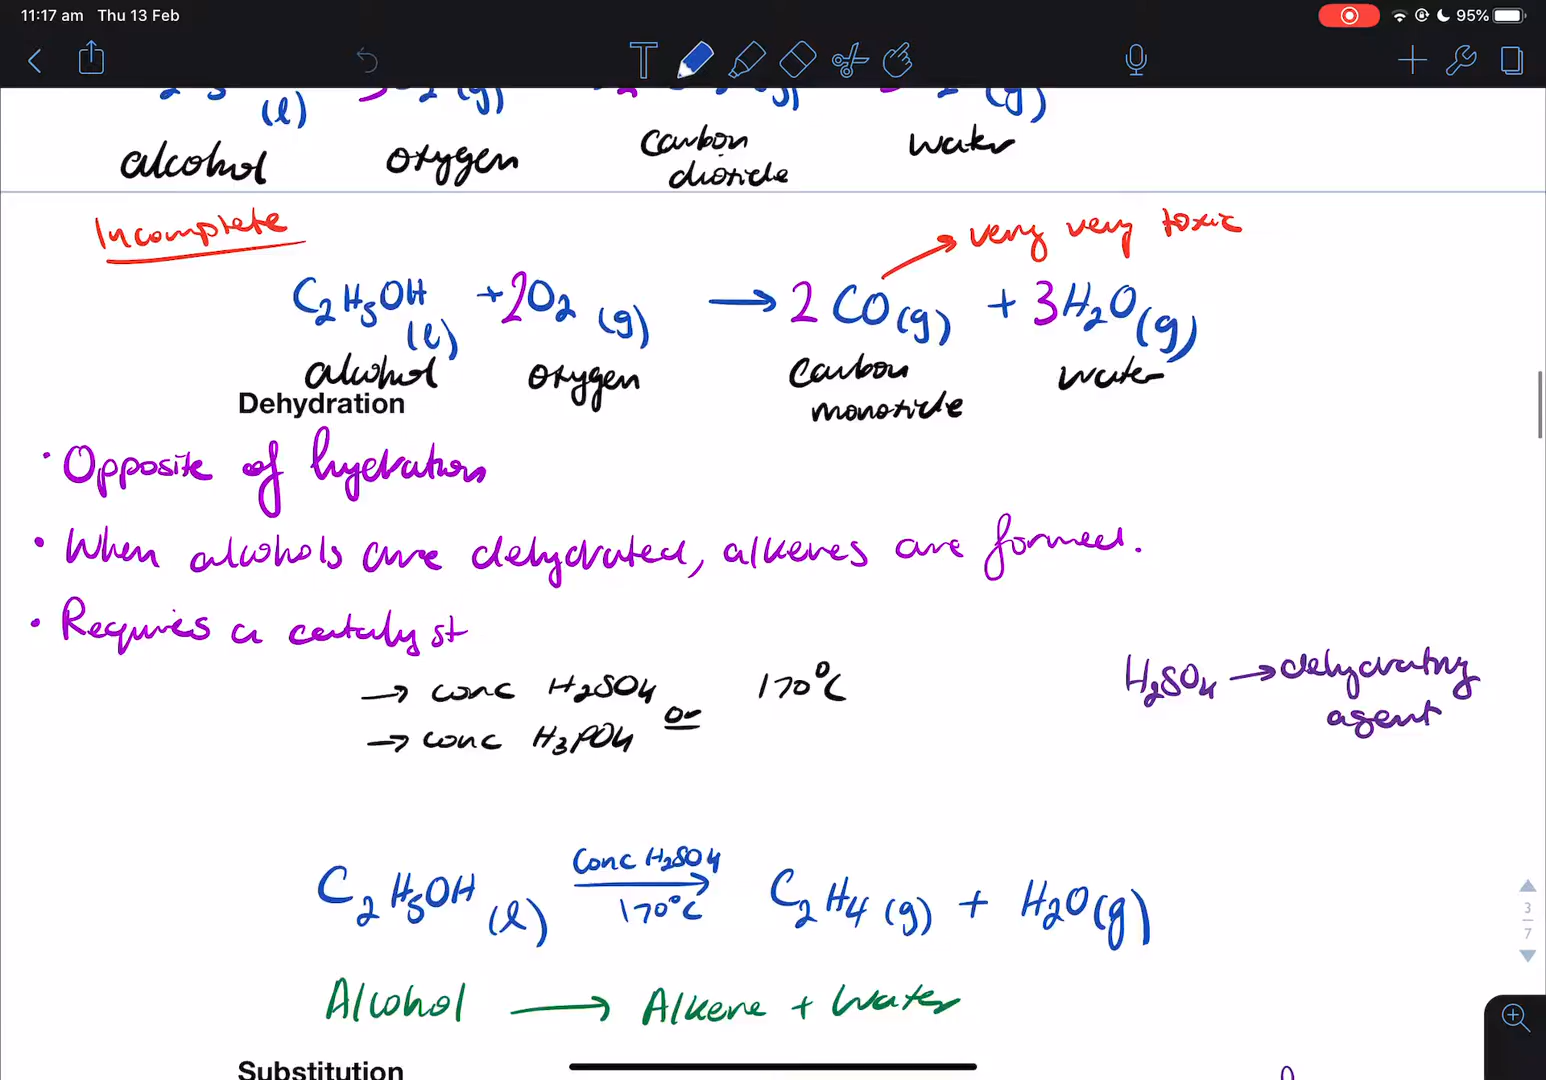 11:17 am Thu 13 Feb
95%
T
(l) (g) (g) (g)
alcohol oxygen carbon dioxide water
Incomplete
very very toxic
C2H5OH (l) + 2O2 (g) → 2CO(g) + 3H2O(g)
alcohol oxygen carbon monoxide water
Dehydration
• Opposite of hydration
• When alcohols are dehydrated, alkenes are formed.
• Requires a catalyst
→ conc H2SO4 or 170°C
→ conc H3PO4
H2SO4 → dehydrating
agent
conc H2SO4
C2H5OH (l) → C2H4 (g) + H2O(g)
170°C
3
7
Alcohol → Alkene + Water
Substitution